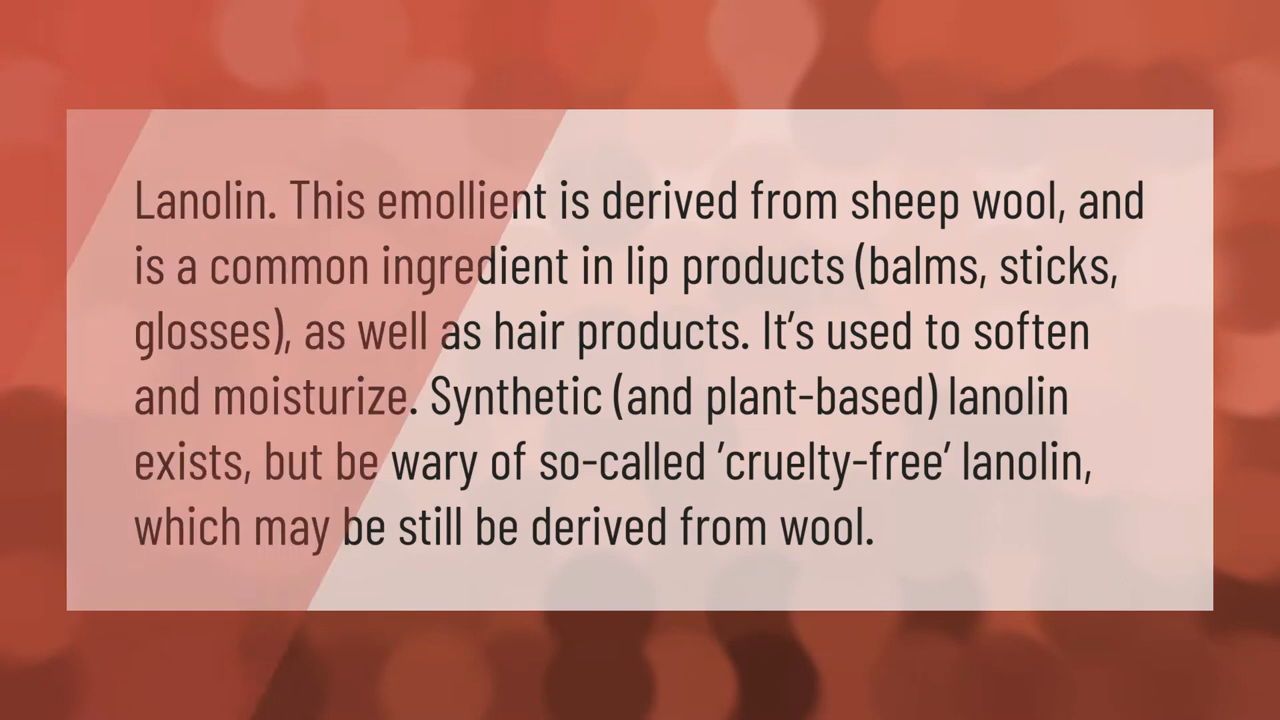 Lanolin. This emollient is derived from sheep wool, and
is a common ingredient in lip products (balms, sticks,
glosses), as well as hair products. It’s used to soften
and moisturize. Synthetic (and plant-based) lanolin
exists, but be wary of so-called ’cruelty-free’ lanolin,
which may be still be derived from wool.